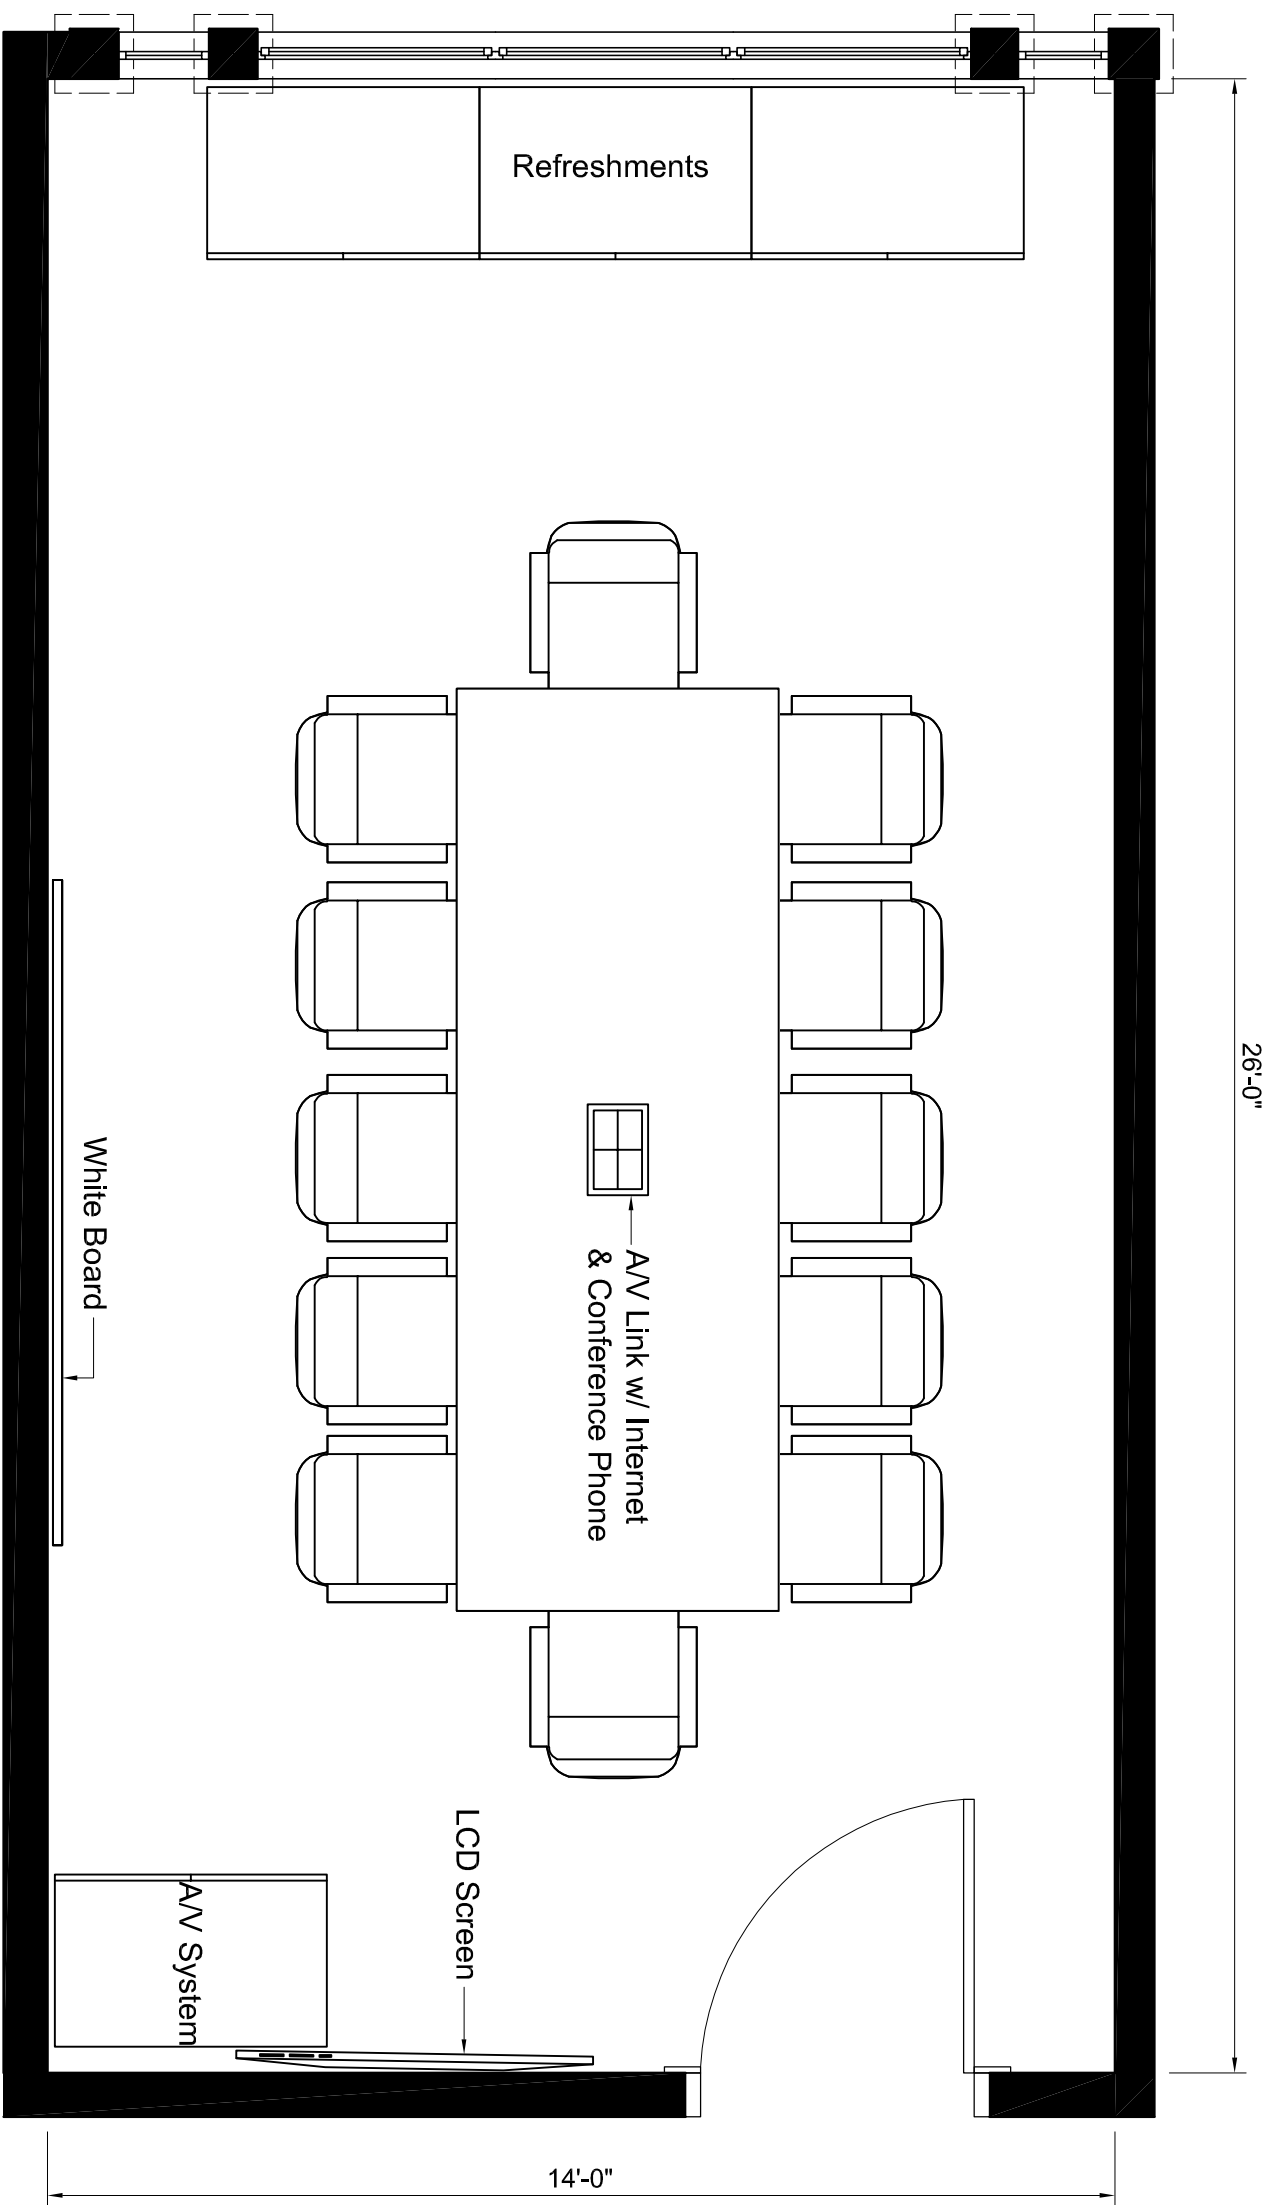 Refreshments
26'-0"
White Board
A/V Link w/ Internet
& Conference Phone
LCD Screen
A/V System
14'-0"